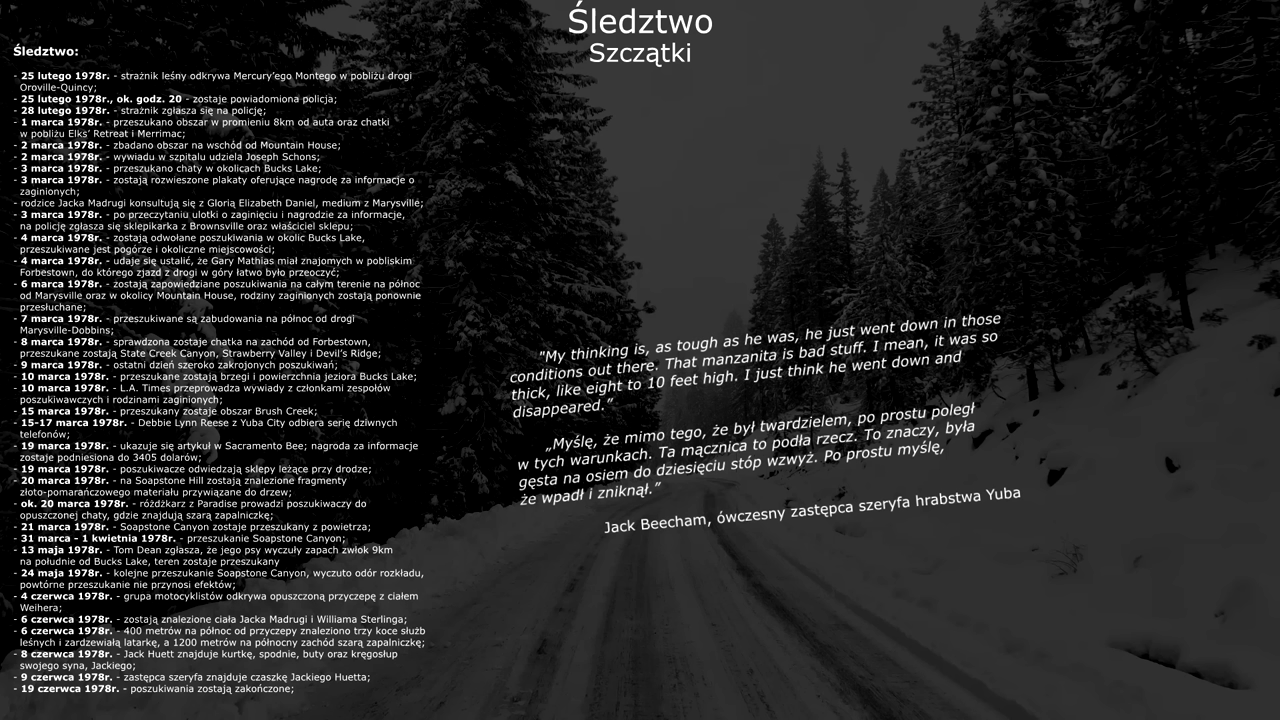 Śledztwo
Szczątki
Śledztwo:
- 25 lutego 1978r. - strażnik leśny odkrywa Mercury'ego Montego w pobliżu drogi
Oroville-Quincy;
- 25 lutego 1978r., ok. godz. 20 - zostaje powiadomiona policja;
- 28 lutego 1978r. - strażnik zgłasza się na policję;
- 1 marca 1978r. - przeszukano obszar w promieniu 8km od auta oraz chatki
w pobliżu Elks' Retreat i Merrimac;
- 2 marca 1978r. - zbadano obszar na wschód od Mountain House;
- 2 marca 1978r. - wywiadu w szpitalu udziela Joseph Schons;
- 3 marca 1978r. - przeszukano chaty w okolicach Bucks Lake;
- 3 marca 1978r. - zostają rozwieszone plakaty oferujące nagrodę za informacje o
zaginionych;
- rodzice Jacka Madrugi konsultują się z Glorią Elizabeth Daniel, medium z Marysville;
- 3 marca 1978r. - po przeczytaniu ulotki o zaginięciu i nagrodzie za informacje,
na policję zgłasza się sklepikarka z Brownsville oraz właściciel sklepu;
- 4 marca 1978r. - zostają odwołane poszukiwania w okolic Bucks Lake,
przeszukiwane jest pogórze i okoliczne miejscowości;
- 4 marca 1978r. - udaje się ustalić, że Gary Mathias miał znajomych w pobliskim
Forbestown, do którego zjazd z drogi w góry łatwo było przeoczyć;
- 6 marca 1978r. - zostają zapowiedziane poszukiwania na całym terenie na północ
od Marysville oraz w okolicy Mountain House, rodziny zaginionych zostają ponownie
przesłuchane;
- 7 marca 1978r. - przeszukiwane są zabudowania na północ od drogi
Marysville-Dobbins;
- 8 marca 1978r. - sprawdzona zostaje chatka na zachód od Forbestown,
przeszukane zostają State Creek Canyon, Strawberry Valley i Devil's Ridge;
- 9 marca 1978r. - ostatni dzień szeroko zakrojonych poszukiwań;
- 10 marca 1978r. - przeszukane zostają brzegi i powierzchnia jeziora Bucks Lake;
- 10 marca 1978r. - L.A. Times przeprowadza wywiady z członkami zespołów
poszukiwawczych i rodzinami zaginionych;
- 15 marca 1978r. - przeszukany zostaje obszar Brush Creek;
- 15-17 marca 1978r. - Debbie Lynn Reese z Yuba City odbiera serię dziwnych
telefonów;
- 19 marca 1978r. - ukazuje się artykuł w Sacramento Bee; nagroda za informacje
zostaje podniesiona do 3405 dolarów;
- 19 marca 1978r. - poszukiwacze odwiedzają sklepy leżące przy drodze;
- 20 marca 1978r. - na Soapstone Hill zostają znalezione fragmenty
złoto-pomarańczowego materiału przywiązane do drzew;
- ok. 20 marca 1978r. - różdżkarz z Paradise prowadzi poszukiwaczy do
opuszczonej chaty, gdzie znajdują szarą zapalniczkę;
- 21 marca 1978r. - Soapstone Canyon zostaje przeszukany z powietrza;
- 31 marca - 1 kwietnia 1978r. - przeszukanie Soapstone Canyon;
- 13 maja 1978r. - Tom Dean zgłasza, że jego psy wyczuły zapach zwłok 9km
na południe od Bucks Lake, teren zostaje przeszukany
- 24 maja 1978r. - kolejne przeszukanie Soapstone Canyon, wyczuto odór rozkładu,
powtórne przeszukanie nie przynosi efektów;
- 4 czerwca 1978r. - grupa motocyklistów odkrywa opuszczoną przyczepę z ciałem
Weihera;
- 6 czerwca 1978r. - zostają znalezione ciała Jacka Madrugi i Williama Sterlinga;
- 6 czerwca 1978r. - 400 metrów na północ od przyczepy znaleziono trzy koce służb
leśnych i zardzewiałą latarkę, a 1200 metrów na północny zachód szarą zapalniczkę;
- 8 czerwca 1978r. - Jack Huett znajduje kurtkę, spodnie, buty oraz kręgosłup
swojego syna, Jackiego;
- 9 czerwca 1978r. - zastępca szeryfa znajduje czaszkę Jackiego Huetta;
- 19 czerwca 1978r. - poszukiwania zostają zakończone;
"My thinking is, as tough as he was, he just went down in those
conditions out there. That manzanita is bad stuff. I mean, it was so
thick, like eight to 10 feet high. I just think he went down and
disappeared."
„Myślę, że mimo tego, że był twardzielem, po prostu poległ
w tych warunkach. Ta mącznica to podła rzecz. To znaczy, była
gęsta na osiem do dziesięciu stóp wzwyż. Po prostu myślę,
że wpadł i zniknął."
Jack Beecham, ówczesny zastępca szeryfa hrabstwa Yuba